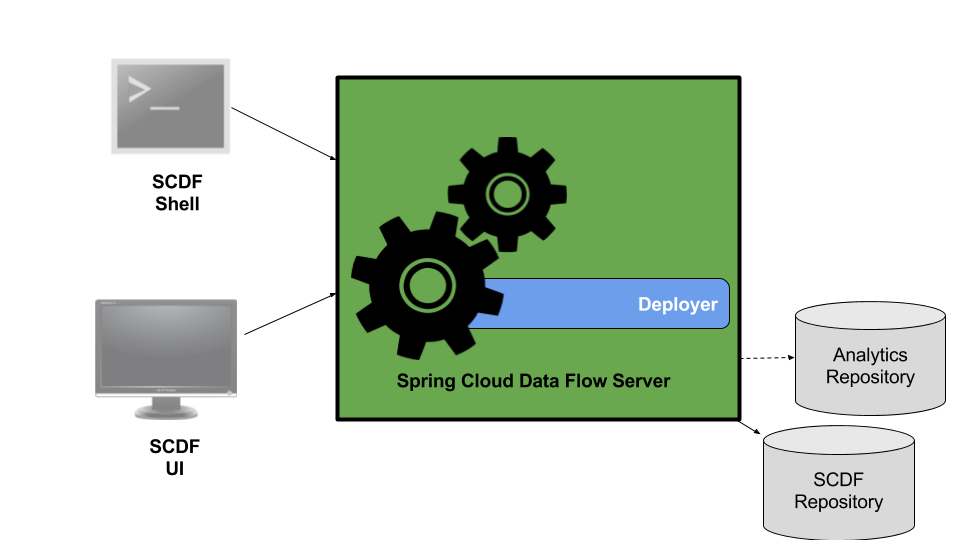 >_
SCDF
Shell
Deployer
Spring Cloud Data Flow Server
SCDF
UI
Analytics
Repository
SCDF
Repository